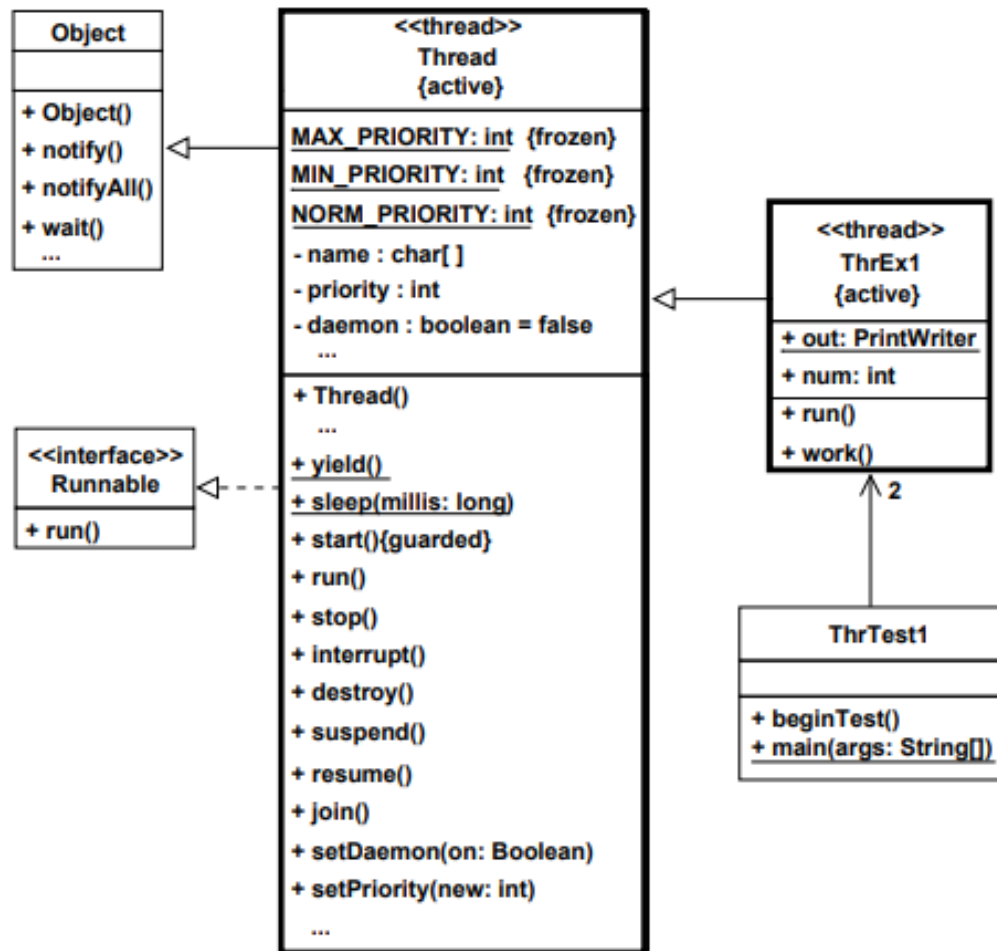 Object
+ Object()
+ notify()
+ notifyAll()
+ wait()
...
<<thread>>
Thread
{active}
MAX_PRIORITY: int {frozen}
MIN_PRIORITY: int {frozen}
NORM_PRIORITY: int {frozen}
- name : char[ ]
- priority : int
- daemon : boolean = false
...
+ Thread()
...
+ yield()
+ sleep(millis: long)
+ start(){guarded}
+ run()
+ stop()
+ interrupt()
+ destroy()
+ suspend()
+ resume()
+ join()
+ setDaemon(on: Boolean)
+ setPriority(new: int)
...
<<interface>>
Runnable
+ run()
<<thread>>
ThrEx1
{active}
+ out: PrintWriter
+ num: int
+ run()
+ work()
2
ThrTest1
+ beginTest()
+ main(args: String[])